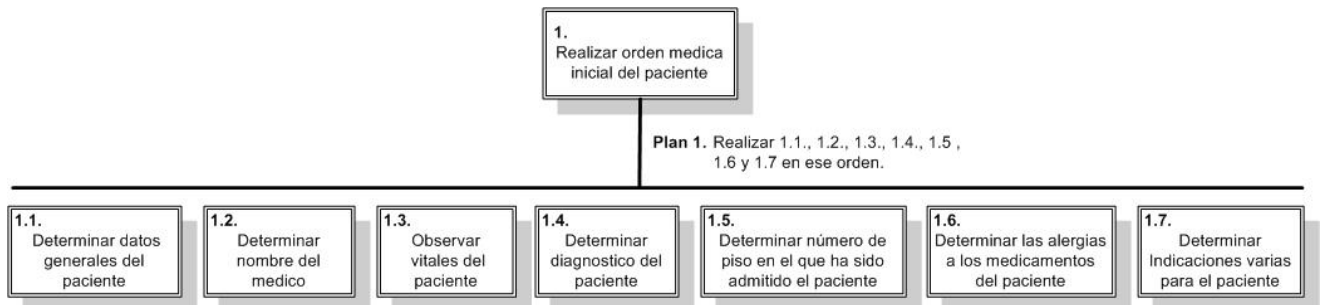 1.
Realizar orden medica
inicial del paciente
Plan 1. Realizar 1.1., 1.2., 1.3., 1.4., 1.5 ,
1.6 y 1.7 en ese orden.
1.1.
Determinar datos
generales del
paciente
1.2.
Determinar
nombre del
medico
1.3.
Observar
vitales del
paciente
1.4.
Determinar
diagnostico del
paciente
1.5.
Determinar número de
piso en el que ha sido
admitido el paciente
1.6.
Determinar las alergias
a los medicamentos
del paciente
1.7.
Determinar
Indicaciones varias
para el paciente